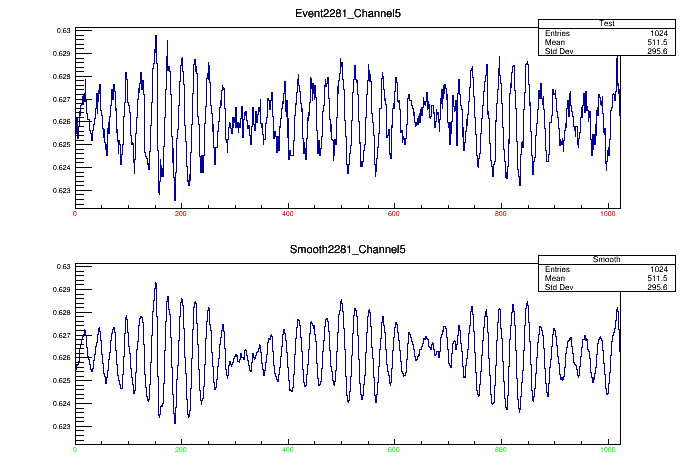 Event2281_Channel5
Test
Entries 1024
Mean 511.5
Std Dev 295.6
0.63
0.629
0.628
0.627
0.626
0.625
0.624
0.623
0 200 400 600 800 1000
Smooth2281_Channel5
Smooth
Entries 1024
Mean 511.5
Std Dev 295.6
0.63
0.629
0.628
0.627
0.626
0.625
0.624
0.623
0 200 400 600 800 1000